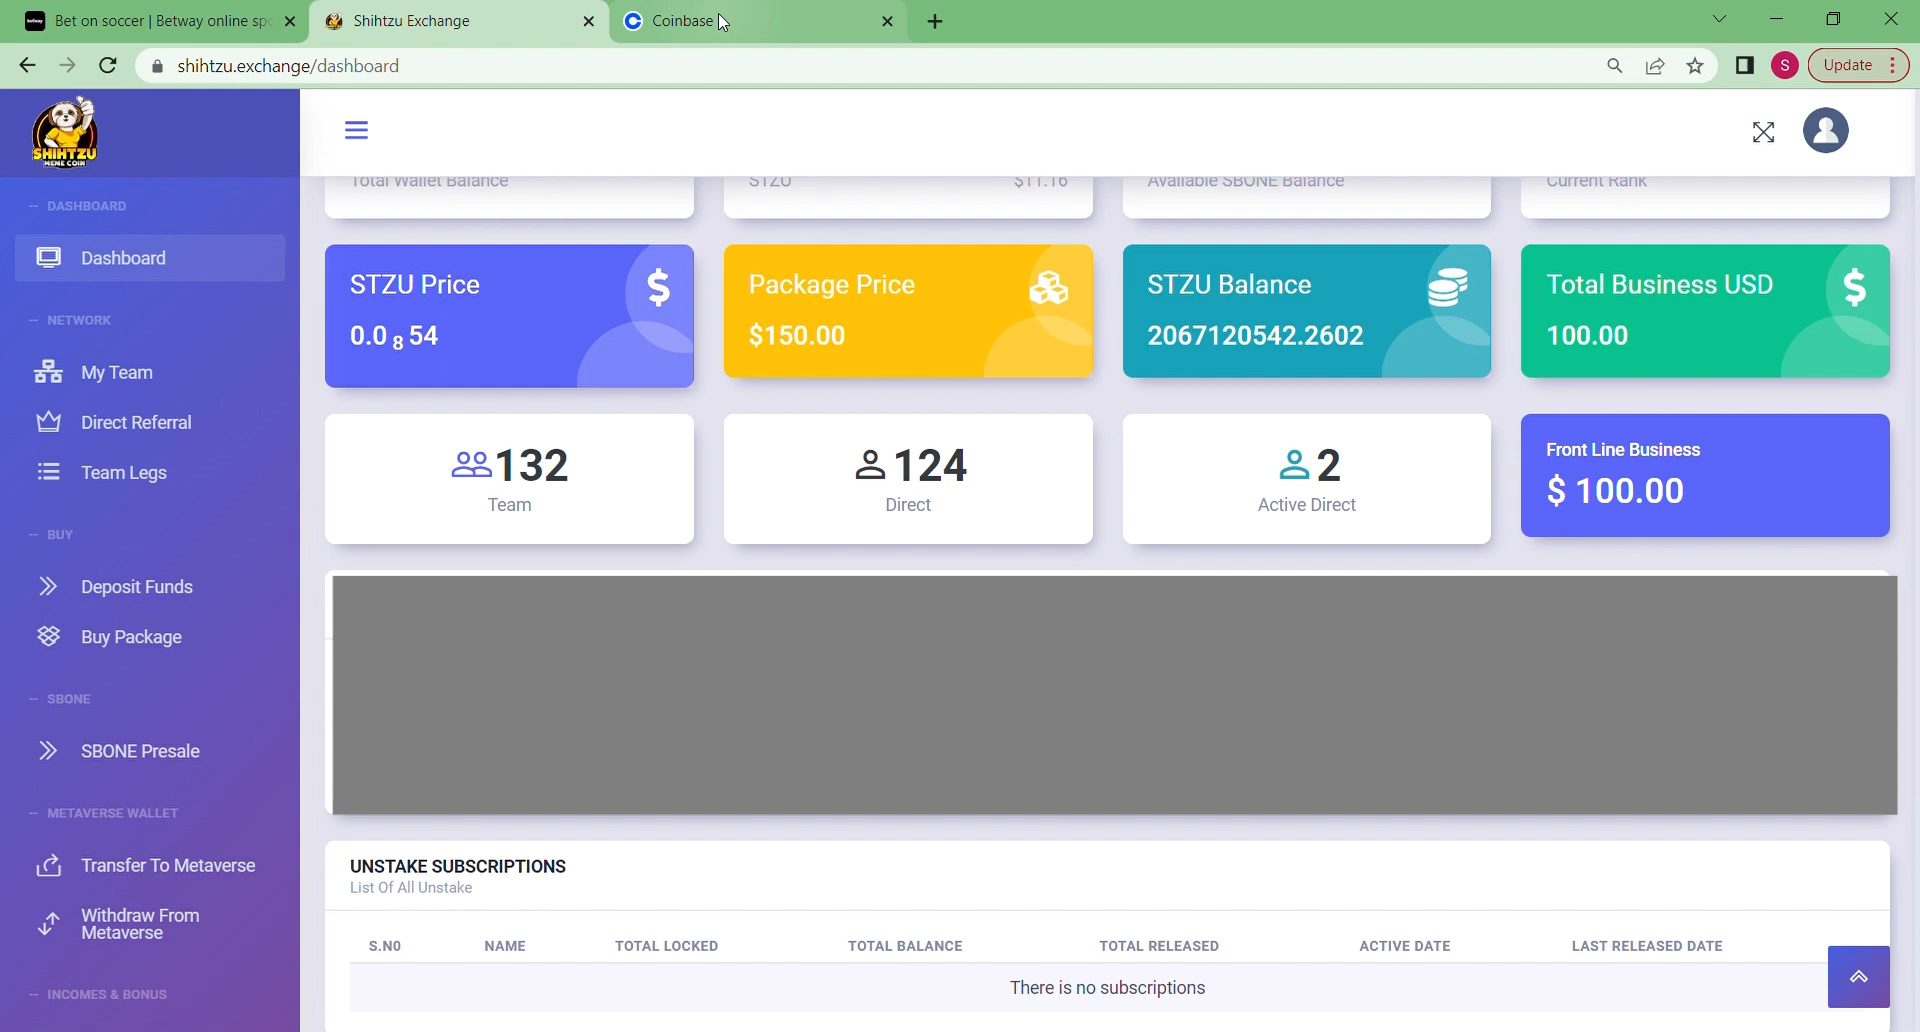 Bet on soccer | Betway online spo
Shihtzu Exchange
Coinbase
shihtzu.exchange/dashboard
S
Update
SHIHTZU
MEME COIN
Total Wallet Balance
STZU
$11.16
Available SBONE Balance
Current Rank
DASHBOARD
Dashboard
NETWORK
My Team
Direct Referral
Team Legs
BUY
Deposit Funds
Buy Package
SBONE
SBONE Presale
METAVERSE WALLET
Transfer To Metaverse
Withdraw From
Metaverse
INCOMES & BONUS
STZU Price
0.0 8 54
Package Price
$150.00
STZU Balance
2067120542.2602
Total Business USD
100.00
132
Team
124
Direct
2
Active Direct
Front Line Business
$ 100.00
UNSTAKE SUBSCRIPTIONS
List Of All Unstake
S.NO NAME TOTAL LOCKED TOTAL BALANCE TOTAL RELEASED ACTIVE DATE LAST RELEASED DATE
There is no subscriptions